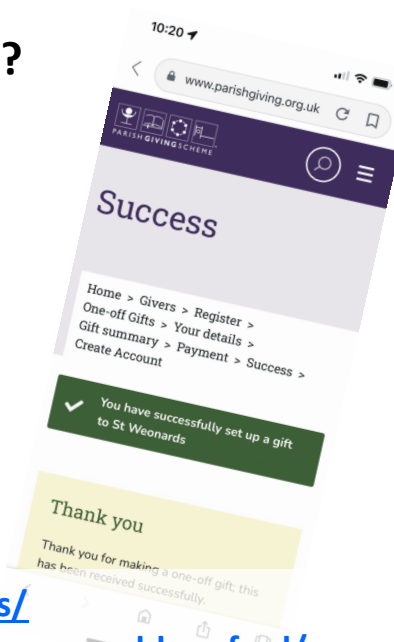 ?
10:20
www.parishgiving.org.uk
PARISH GIVING SCHEME
Success
Home > Givers > Register >
One-off Gifts > Your details >
Gift summary > Payment > Success >
Create Account
You have successfully set up a gift
to St Weonards
Thank you
Thank you for making a one-off gift; this
has been received successfully.
s/